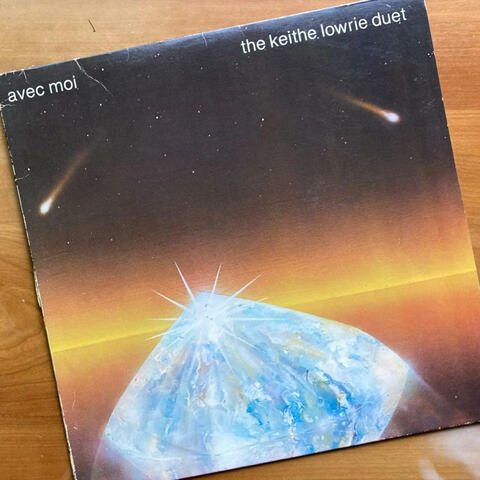 avec moi
the keithe.lowrie duet